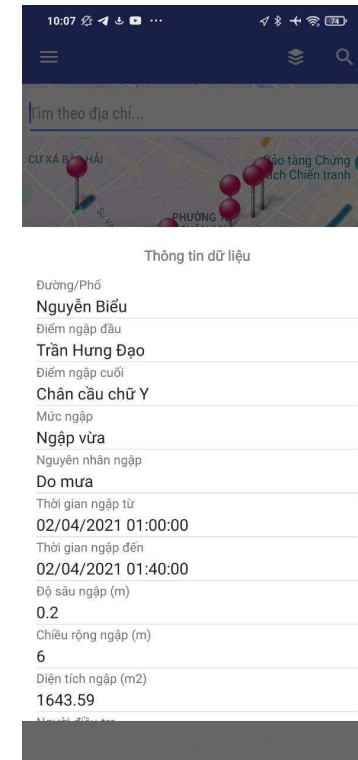 10:07
74
Tìm theo địa chỉ...
CƯ XÁ B HẢI
Bảo tàng Chứng
tích Chiến tranh
PHƯỜNG
Thông tin dữ liệu
Đường/Phố
Nguyễn Biểu
Điểm ngập đầu
Trần Hưng Đạo
Điểm ngập cuối
Chân cầu chữ Y
Mức ngập
Ngập vừa
Nguyên nhân ngập
Do mưa
Thời gian ngập từ
02/04/2021 01:00:00
Thời gian ngập đến
02/04/2021 01:40:00
Độ sâu ngập (m)
0.2
Chiều rộng ngập (m)
6
Diện tích ngập (m2)
1643.59